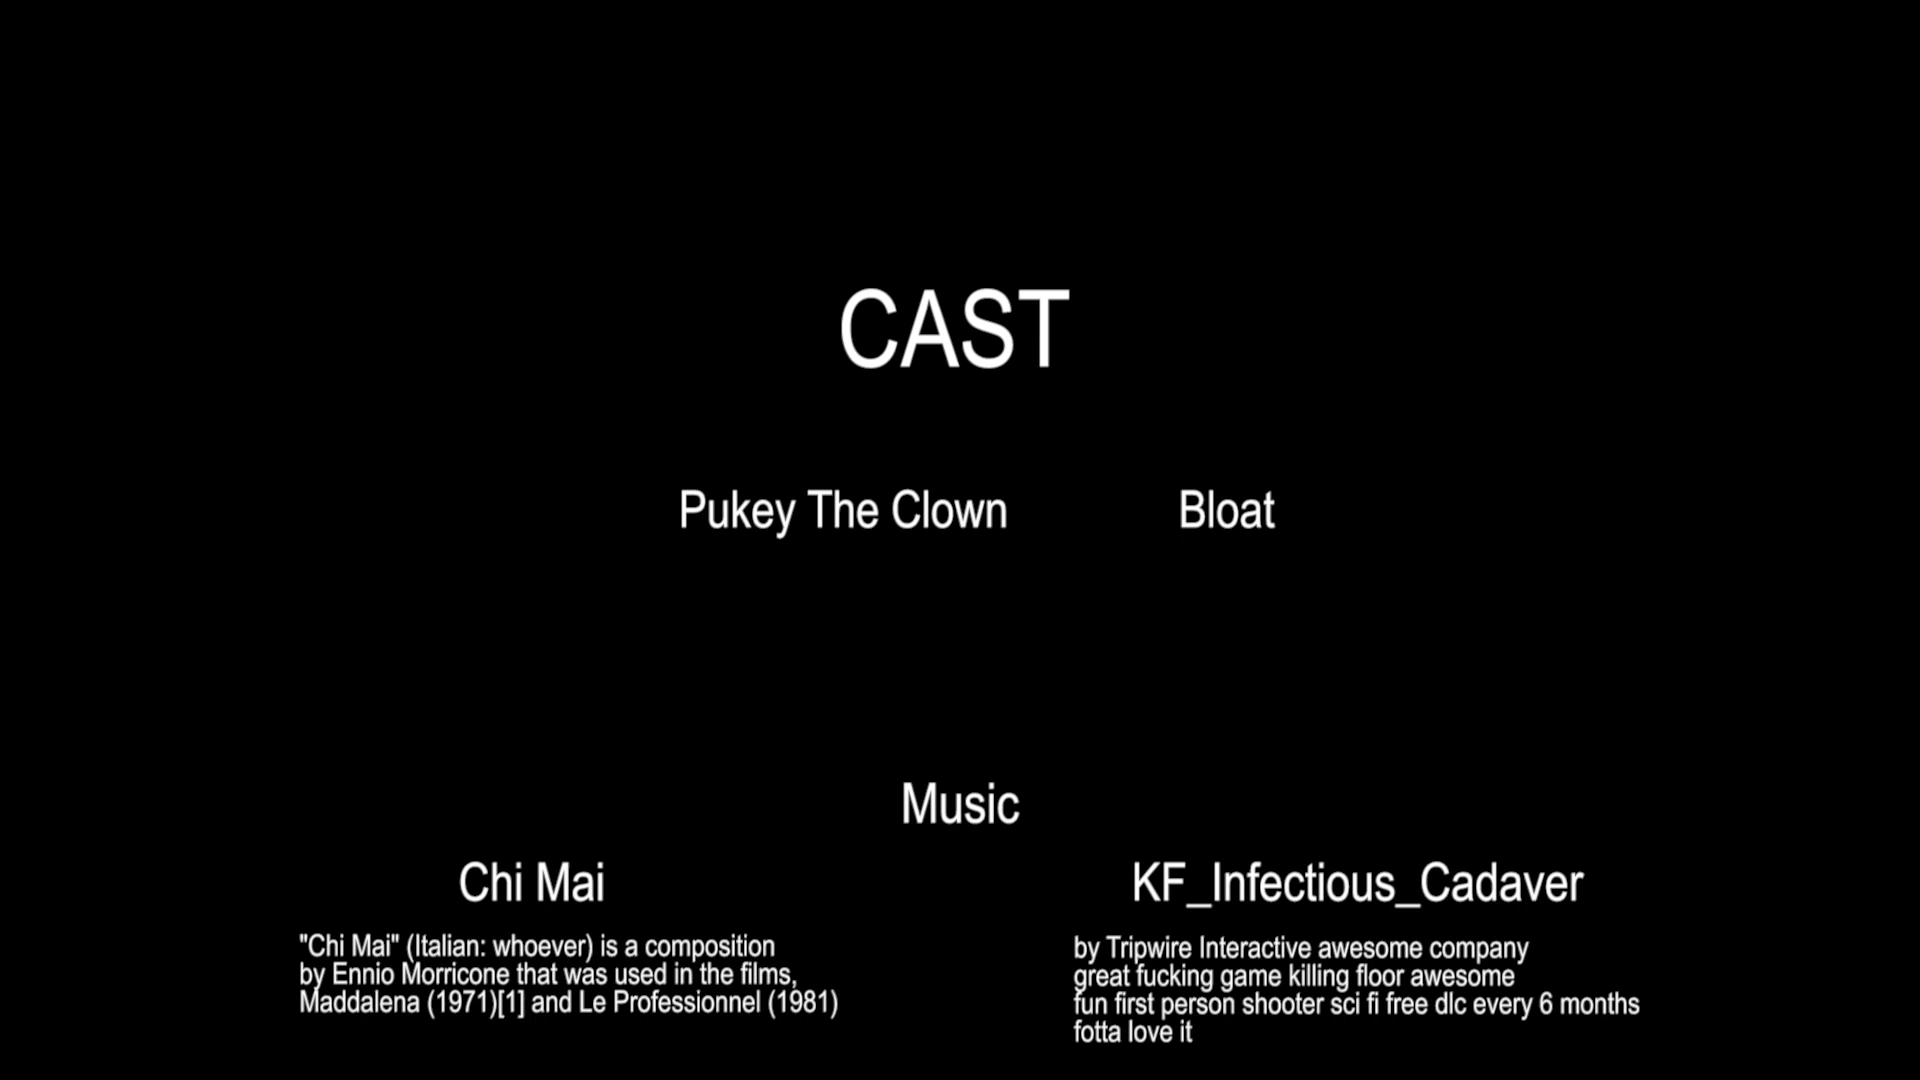 CAST
Pukey The Clown
Bloat
Music
Chi Mai
"Chi Mai" (Italian: whoever) is a composition
by Ennio Morricone that was used in the films,
Maddalena (1971)[1] and Le Professionnel (1981)
KF_Infectious_Cadaver
by Tripwire Interactive awesome company
great fucking game killing floor awesome
fun first person shooter sci fi free dlc every 6 months
fotta love it